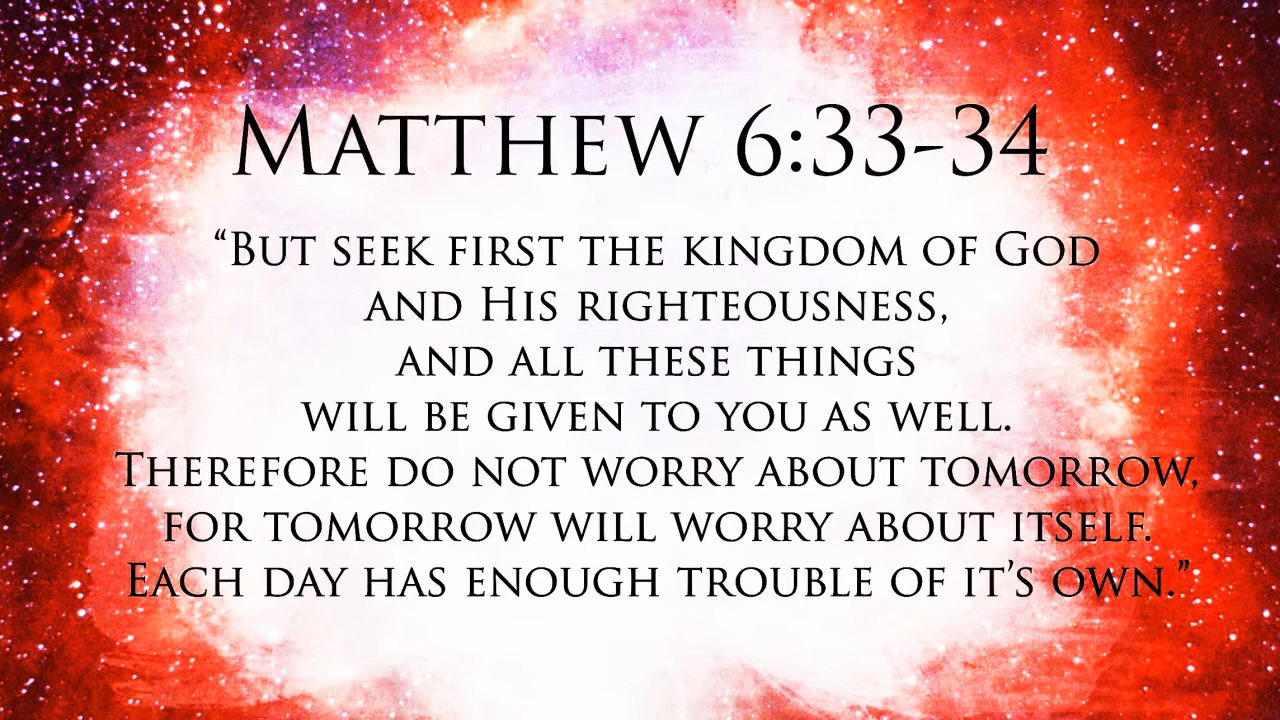 Matthew 6:33-34
“But seek first the kingdom of God
and His righteousness,
and all these things
will be given to you as well.
Therefore do not worry about tomorrow,
for tomorrow will worry about itself.
Each day has enough trouble of it’s own.”